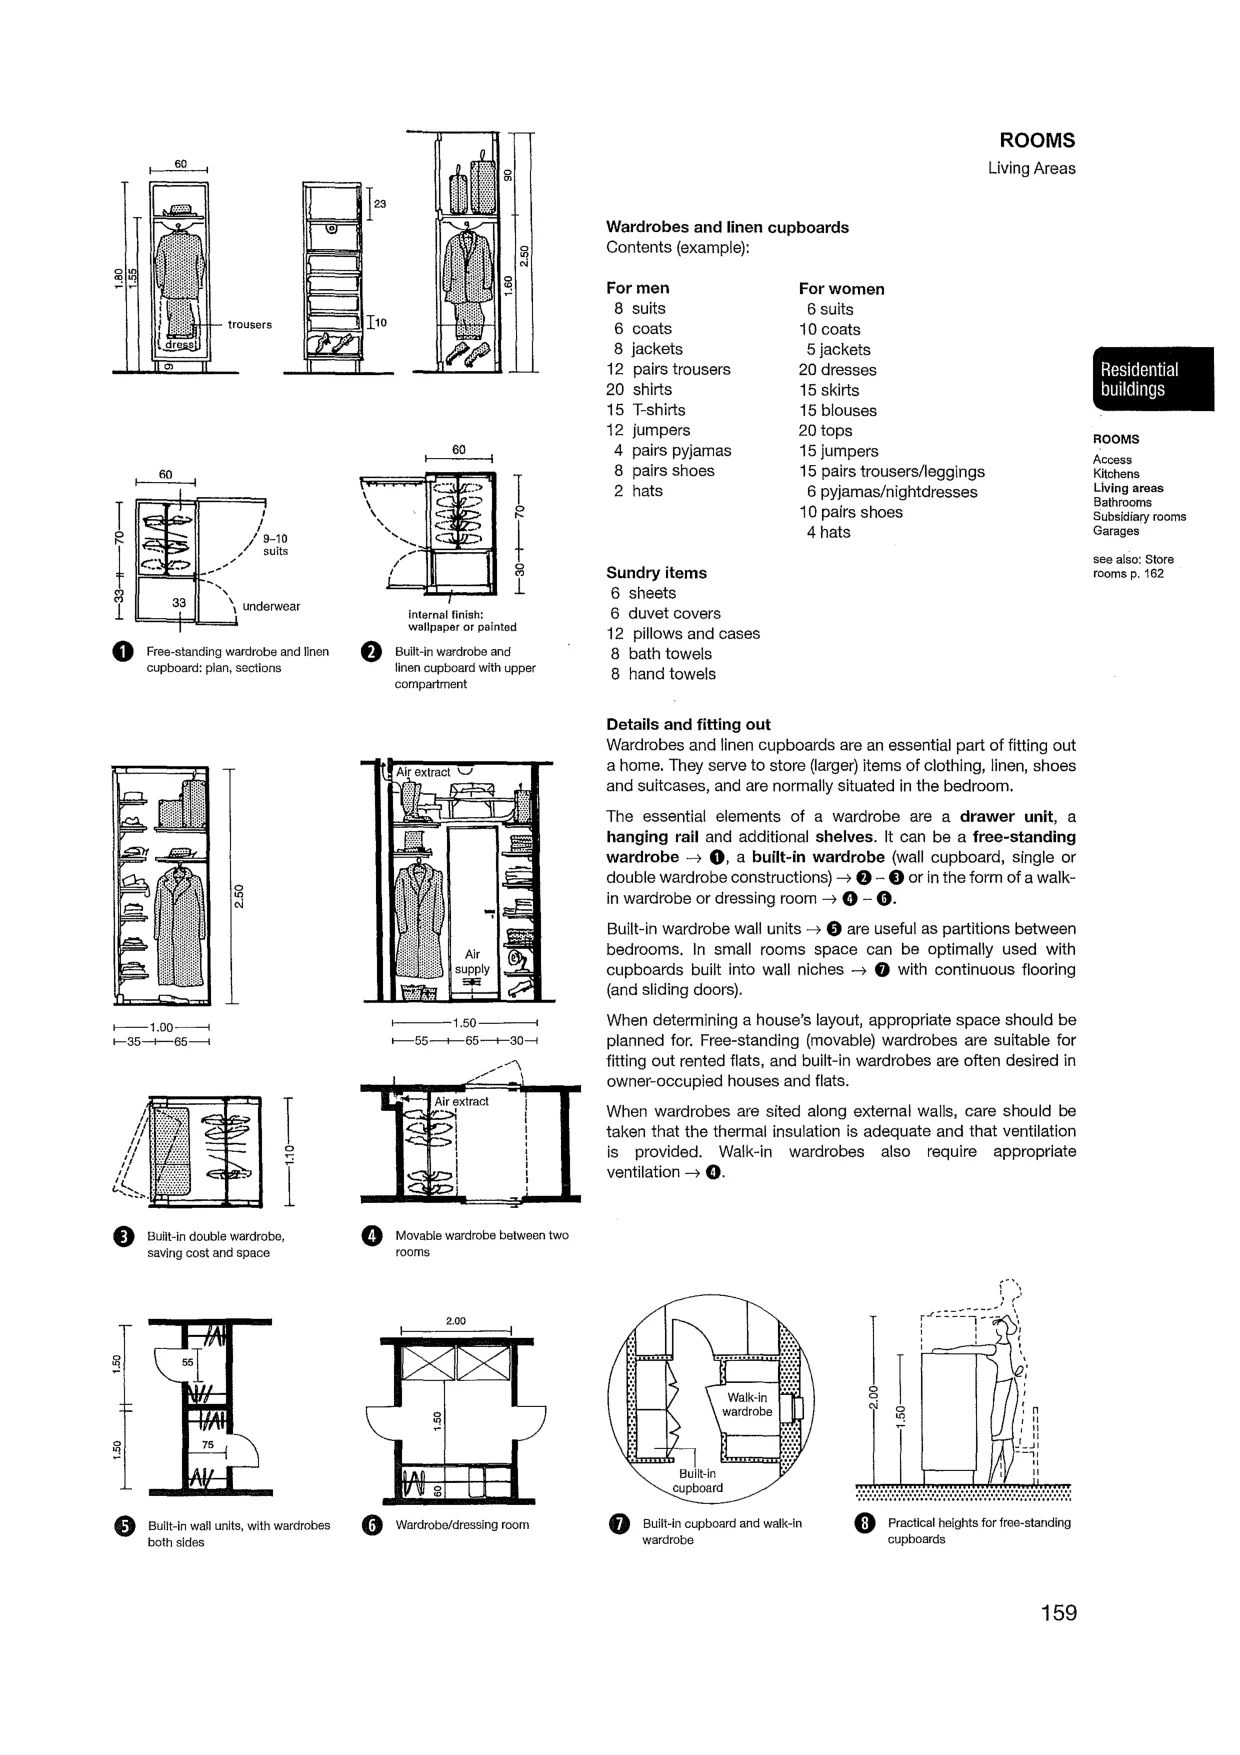 ROOMS
Living Areas
Wardrobes and linen cupboards
Contents (example):
For men
8 suits
6 coats
8 jackets
12 pairs trousers
20 shirts
15 T-shirts
12 jumpers
4 pairs pyjamas
8 pairs shoes
2 hats
For women
6 suits
10 coats
5 jackets
20 dresses
15 skirts
15 blouses
20 tops
15 jumpers
15 pairs trousers/leggings
6 pyjamas/nightdresses
10 pairs shoes
4 hats
Sundry items
6 sheets
6 duvet covers
12 pillows and cases
8 bath towels
8 hand towels
Details and fitting out
Wardrobes and linen cupboards are an essential part of fitting out
a home. They serve to store (larger) items of clothing, linen, shoes
and suitcases, and are normally situated in the bedroom.
The essential elements of a wardrobe are a drawer unit, a
hanging rail and additional shelves. It can be a free-standing
wardrobe → ❶, a built-in wardrobe (wall cupboard, single or
double wardrobe constructions) → ❷ – ❸ or in the form of a walk-
in wardrobe or dressing room → ❹ – ❻.
Built-in wardrobe wall units → ❺ are useful as partitions between
bedrooms. In small rooms space can be optimally used with
cupboards built into wall niches → ❼ with continuous flooring
(and sliding doors).
When determining a house's layout, appropriate space should be
planned for. Free-standing (movable) wardrobes are suitable for
fitting out rented flats, and built-in wardrobes are often desired in
owner-occupied houses and flats.
When wardrobes are sited along external walls, care should be
taken that the thermal insulation is adequate and that ventilation
is provided. Walk-in wardrobes also require appropriate
ventilation → ❹.
Residential
buildings
ROOMS
Access
Kitchens
Living areas
Bathrooms
Subsidiary rooms
Garages
see also: Store
rooms p. 162
60
1.80
1.55
trousers
dress
9
23
10
90
2.50
1.60
60
70
33
33
9–10
suits
underwear
❶ Free-standing wardrobe and linen
cupboard: plan, sections
60
70
30
internal finish:
wallpaper or painted
❷ Built-in wardrobe and
linen cupboard with upper
compartment
2.50
1.00
35
65
1.10
❸ Built-in double wardrobe,
saving cost and space
Air extract
Air
supply
1.50
55
65
30
Air extract
❹ Movable wardrobe between two
rooms
1.50
55
1.50
75
❺ Built-in wall units, with wardrobes
both sides
2.00
1.50
60
❻ Wardrobe/dressing room
Walk-in
wardrobe
Built-in
cupboard
❼ Built-in cupboard and walk-in
wardrobe
2.00
1.50
❽ Practical heights for free-standing
cupboards
159